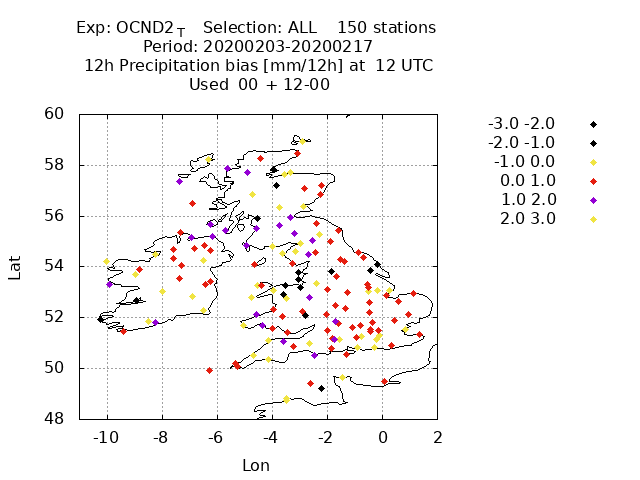 Exp: OCND2T Selection: ALL 150 stations
Period: 20200203-20200217
12h Precipitation bias [mm/12h] at 12 UTC
Used 00 + 12-00
60
58
56
54
52
50
48
Lat
-10 -8 -6 -4 -2 0 2
Lon
-3.0 -2.0
-2.0 -1.0
-1.0 0.0
0.0 1.0
1.0 2.0
2.0 3.0